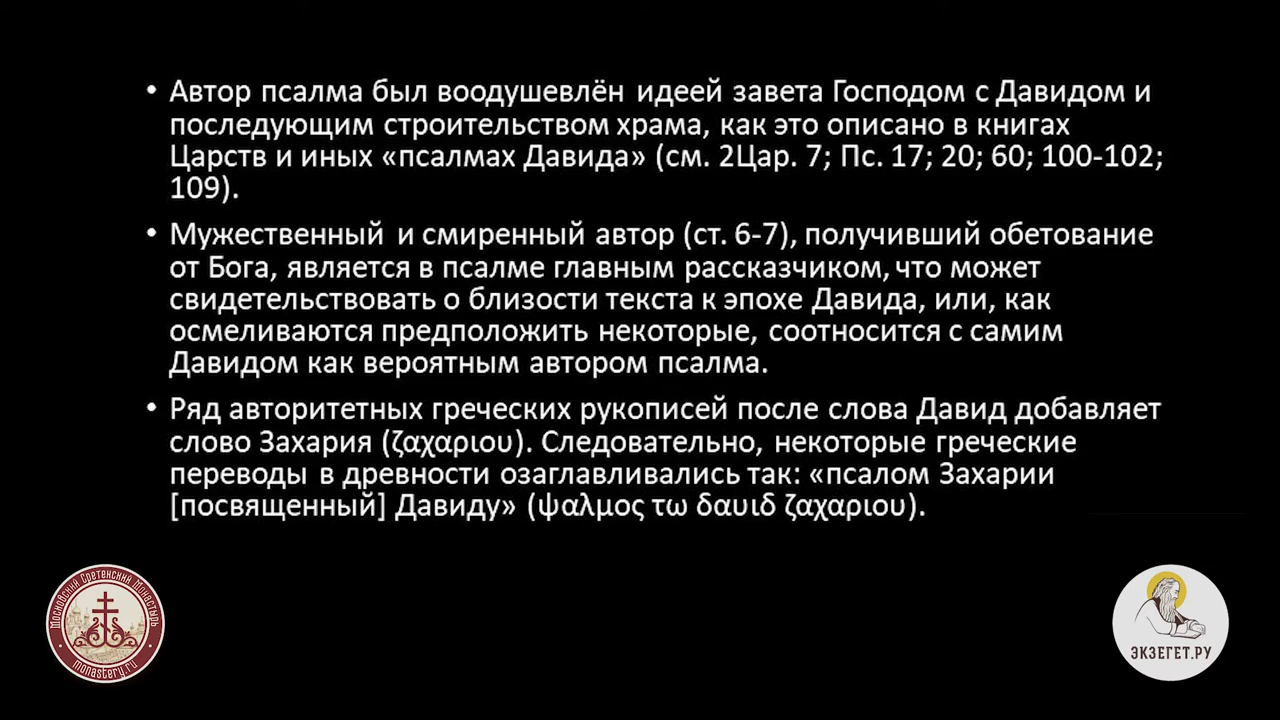 • Автор псалма был воодушевлён идеей завета Господом с Давидом и
последующим строительством храма, как это описано в книгах
Царств и иных «псалмах Давида» (см. 2Цар. 7; Пс. 17; 20; 60; 100-102;
109).
• Мужественный и смиренный автор (ст. 6-7), получивший обетование
от Бога, является в псалме главным рассказчиком, что может
свидетельствовать о близости текста к эпохе Давида, или, как
осмеливаются предположить некоторые, соотносится с самим
Давидом как вероятным автором псалма.
• Ряд авторитетных греческих рукописей после слова Давид добавляет
слово Захария (ζαχαριου). Следовательно, некоторые греческие
переводы в древности озаглавливались так: «псалом Захарии
[посвященный] Давиду» (ψαλμος τω δαυιδ ζαχαριου).
Московский Сретенский Монастырь
monastery.ru
ЭКЗЕГЕТ.РУ